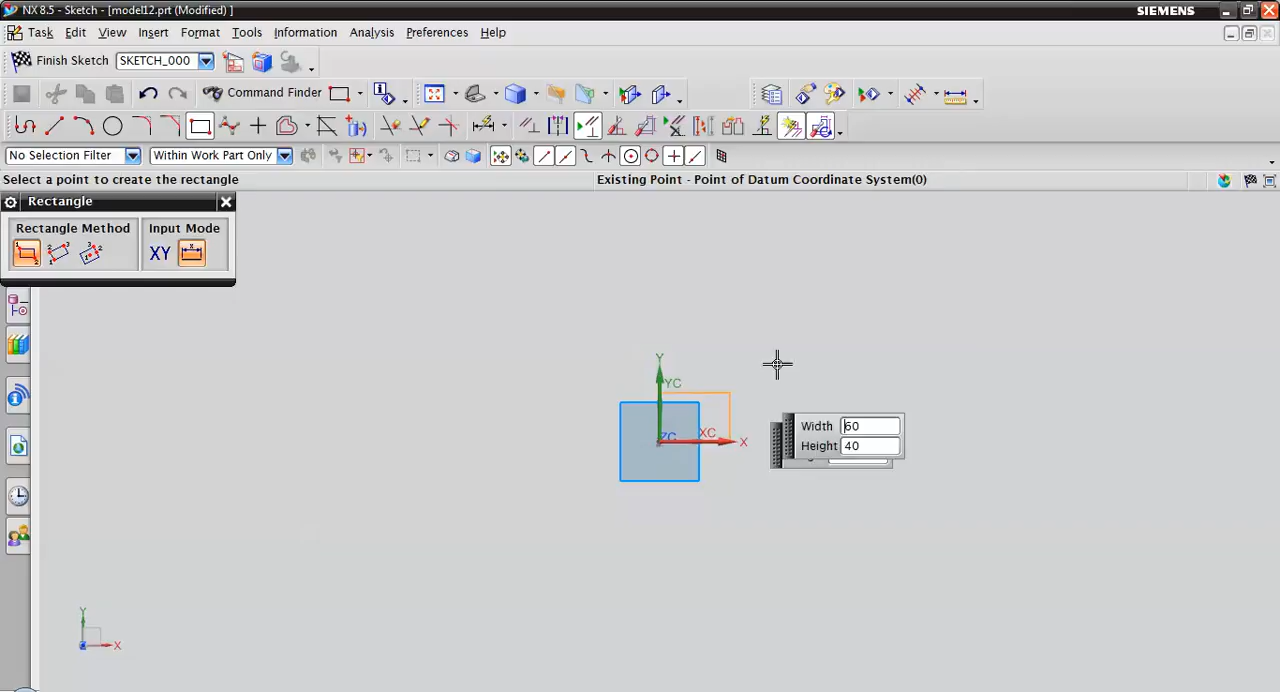 NX 8.5 - Sketch - [model12.prt (Modified) ]
SIEMENS
Task Edit View Insert Format Tools Information Analysis Preferences Help
Finish Sketch SKETCH_000
Command Finder
No Selection Filter Within Work Part Only
Select a point to create the rectangle
Existing Point - Point of Datum Coordinate System(0)
Rectangle
Rectangle Method Input Mode
XY
Y
YC
ZC XC X
Width 60
Height 40
Y
X